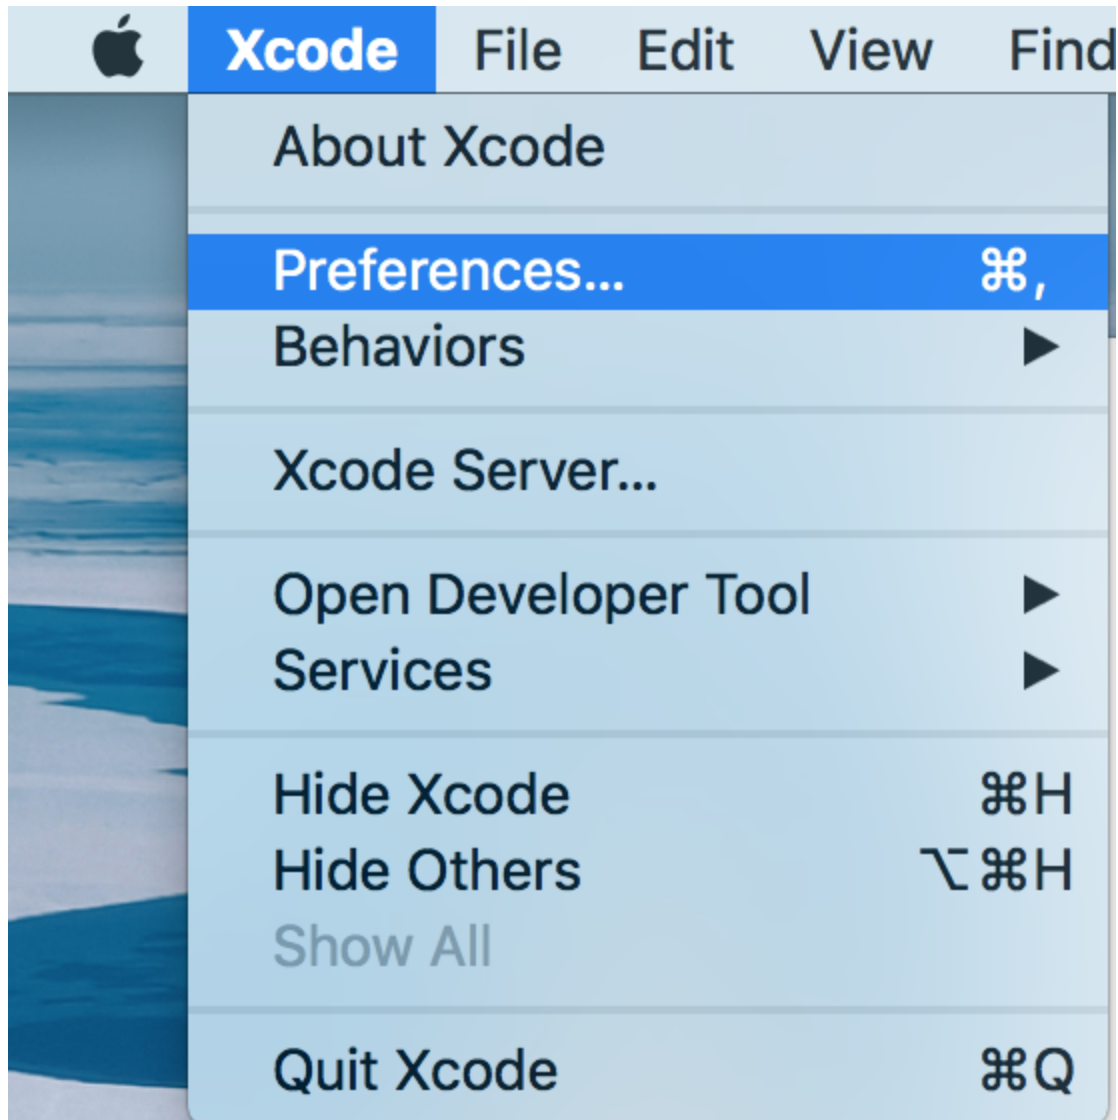 Xcode File Edit View Find
About Xcode
Preferences... ⌘,
Behaviors ▶
Xcode Server...
Open Developer Tool ▶
Services ▶
Hide Xcode ⌘H
Hide Others ⌥⌘H
Show All
Quit Xcode ⌘Q